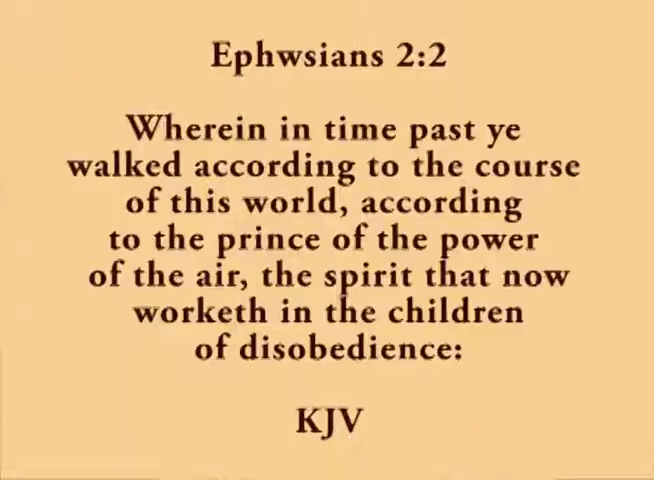 Ephwsians 2:2
Wherein in time past ye
walked according to the course
of this world, according
to the prince of the power
of the air, the spirit that now
worketh in the children
of disobedience:
KJV